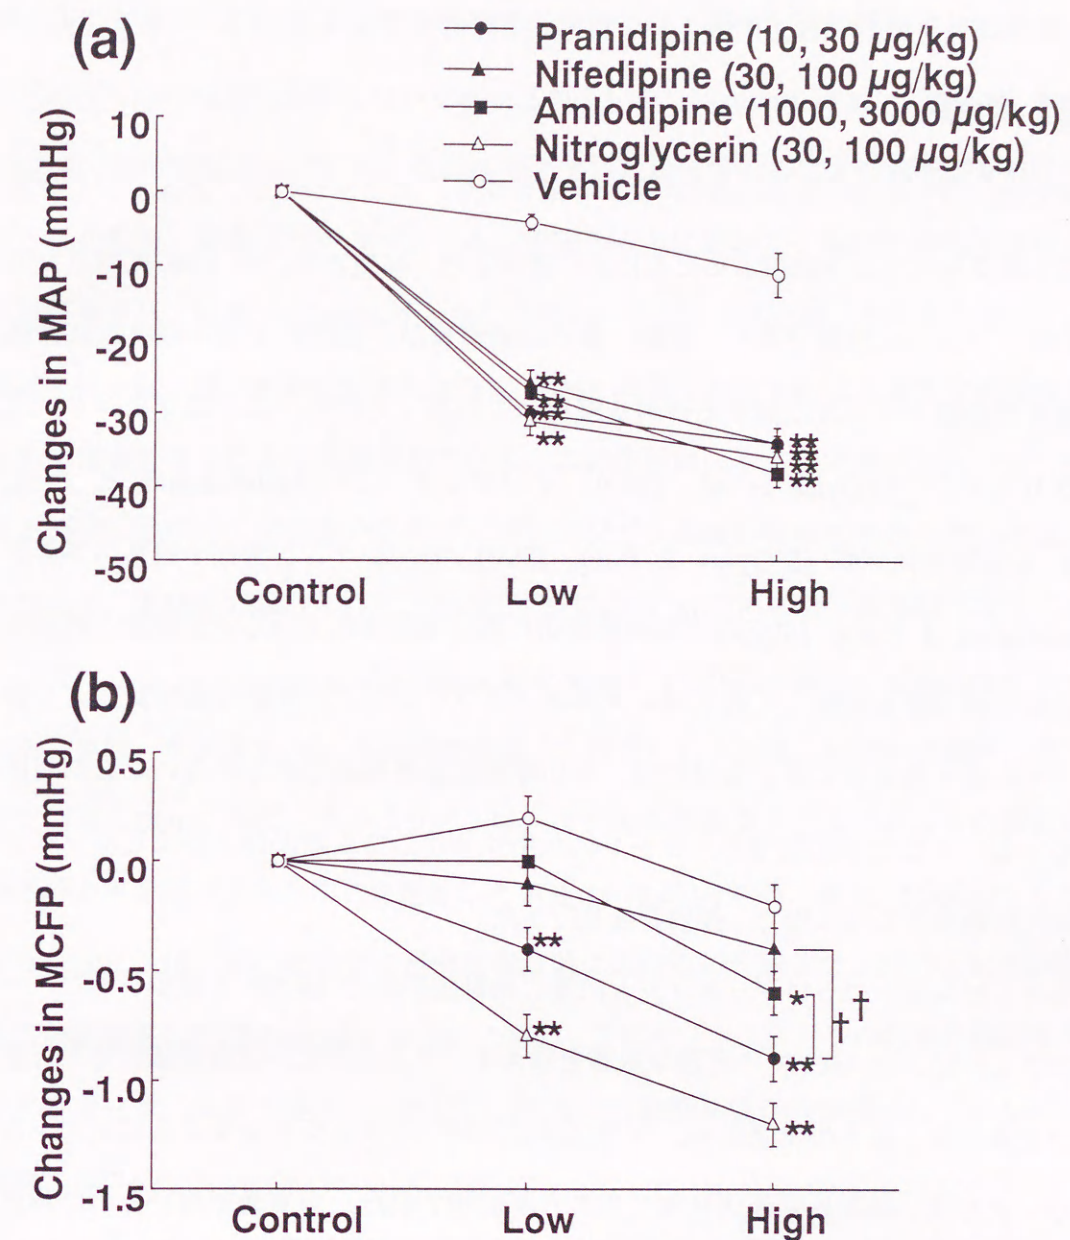 (a)
Pranidipine (10, 30 µg/kg)
Nifedipine (30, 100 µg/kg)
Amlodipine (1000, 3000 µg/kg)
Nitroglycerin (30, 100 µg/kg)
Vehicle
Changes in MAP (mmHg)
10
0
-10
-20
-30
-40
-50
**
**
**
**
**
**
**
**
Control Low High
(b)
Changes in MCFP (mmHg)
0.5
0.0
-0.5
-1.0
-1.5
**
**
*
**
**
†
†
Control Low High